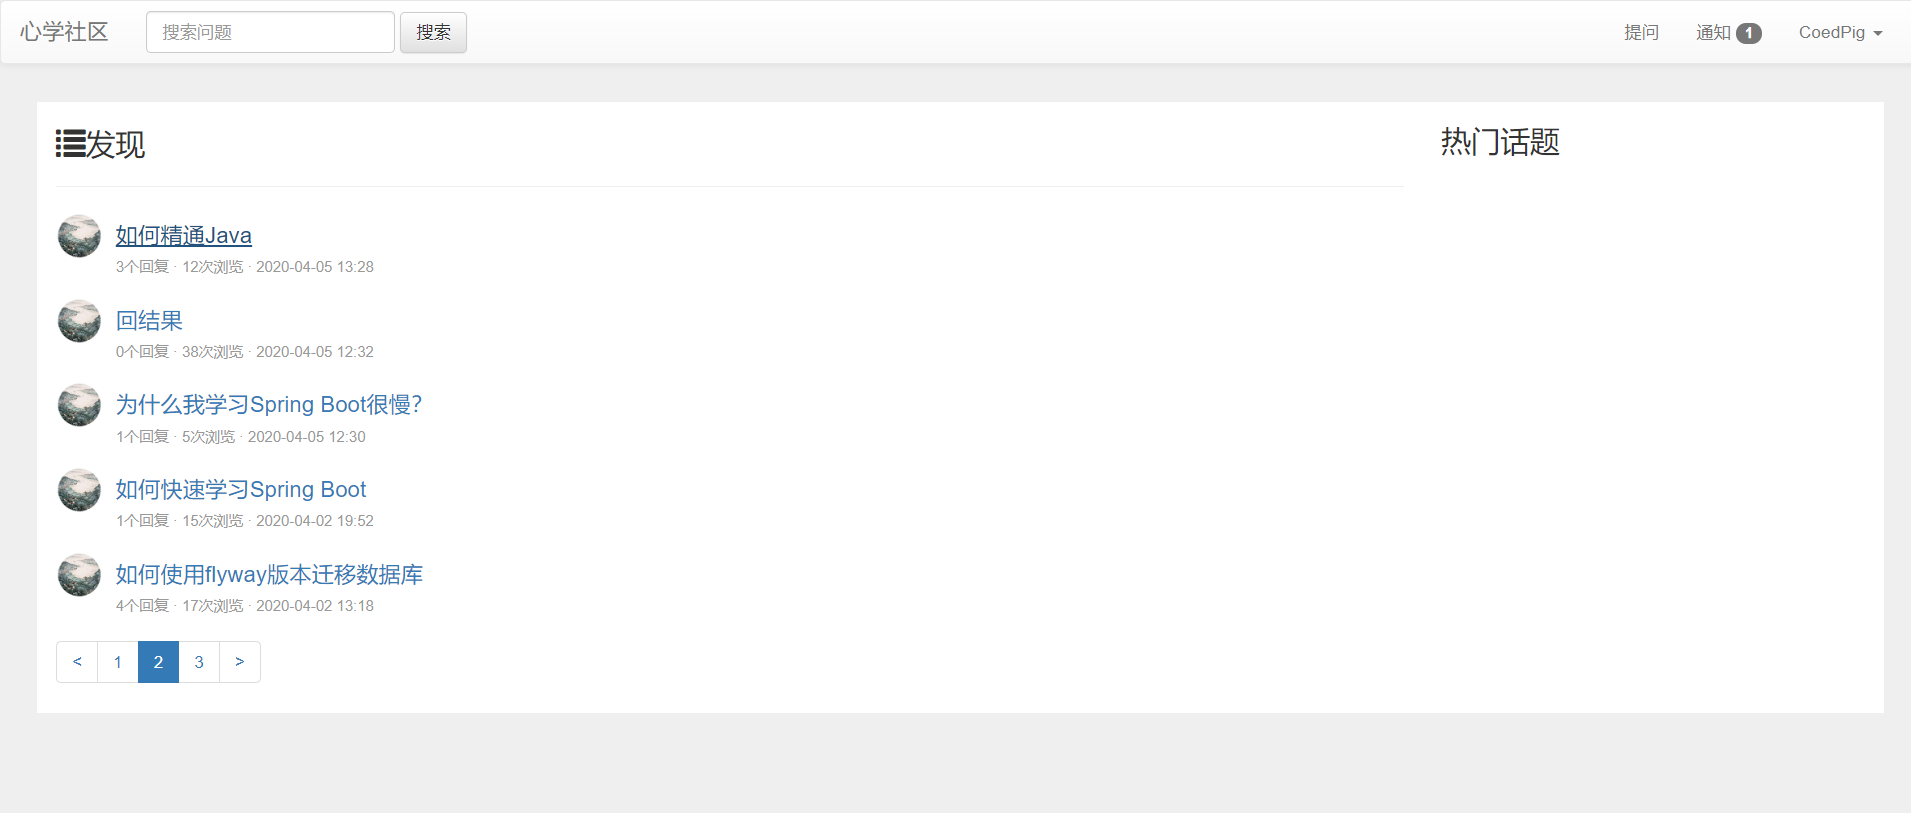 心学社区 搜索问题 搜索 提问 通知 1 CoedPig
发现
热门话题
如何精通Java
3个回复 · 12次浏览 · 2020-04-05 13:28
回结果
0个回复 · 38次浏览 · 2020-04-05 12:32
为什么我学习Spring Boot很慢?
1个回复 · 5次浏览 · 2020-04-05 12:30
如何快速学习Spring Boot
1个回复 · 15次浏览 · 2020-04-02 19:52
如何使用flyway版本迁移数据库
4个回复 · 17次浏览 · 2020-04-02 13:18
< 1 2 3 >